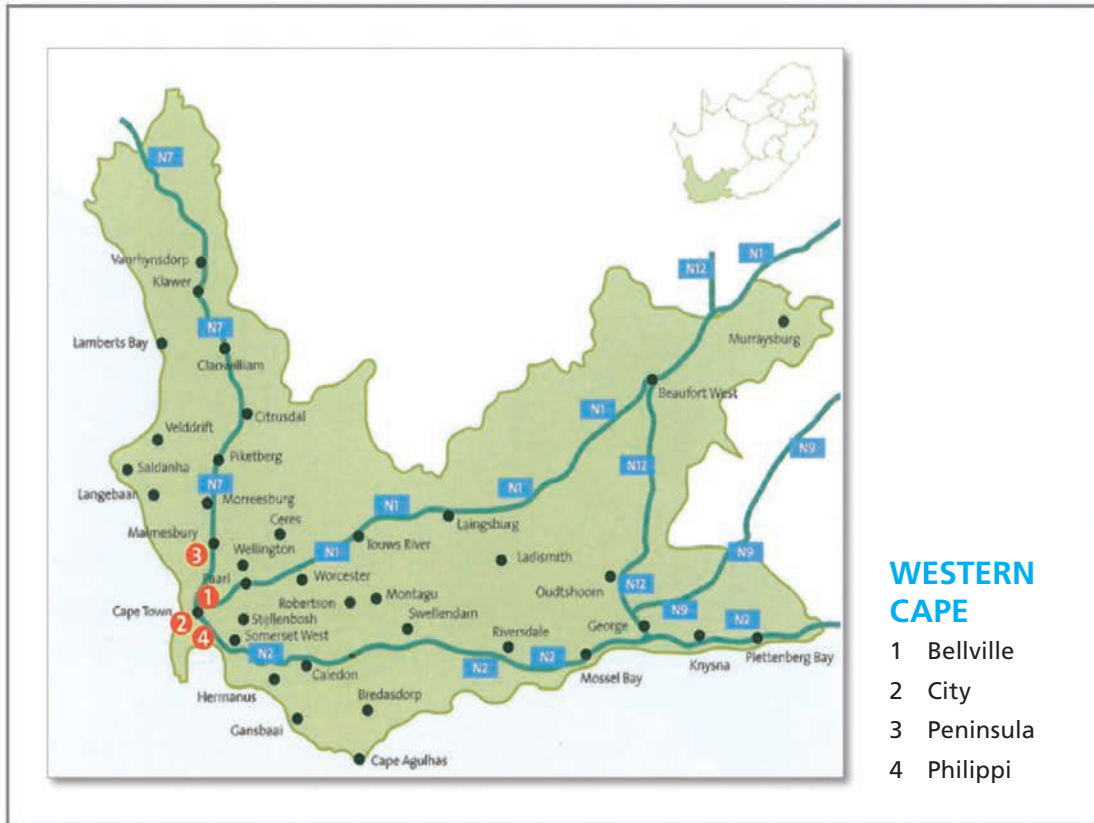 N7
N1
N12
Vanrhynsdorp
Klawer
Murraysburg
N7
Lamberts Bay
Clanwilliam
Beaufort West
N1
Citrusdal
Velddrift
N9
Piketberg
N12
Saldanha
N7
N1
Langebaan
Morreesburg
N1
Laingsburg
Ceres
Malmesbury
Touws River
N9
3
Wellington
N1
Ladismith
Paarl
Worcester
Oudtshoorn
N12
1
Montagu
Robertson
Cape Town
N9
2
Stellenbosh
Swellendam
George
N2
4
Somerset West
Riversdale
N2
N2
N2
Caledon
Mossel Bay
Knysna
Plettenberg Bay
Hermanus
Bredasdorp
Gansbaai
Cape Agulhas
WESTERN
CAPE
1 Bellville
2 City
3 Peninsula
4 Philippi